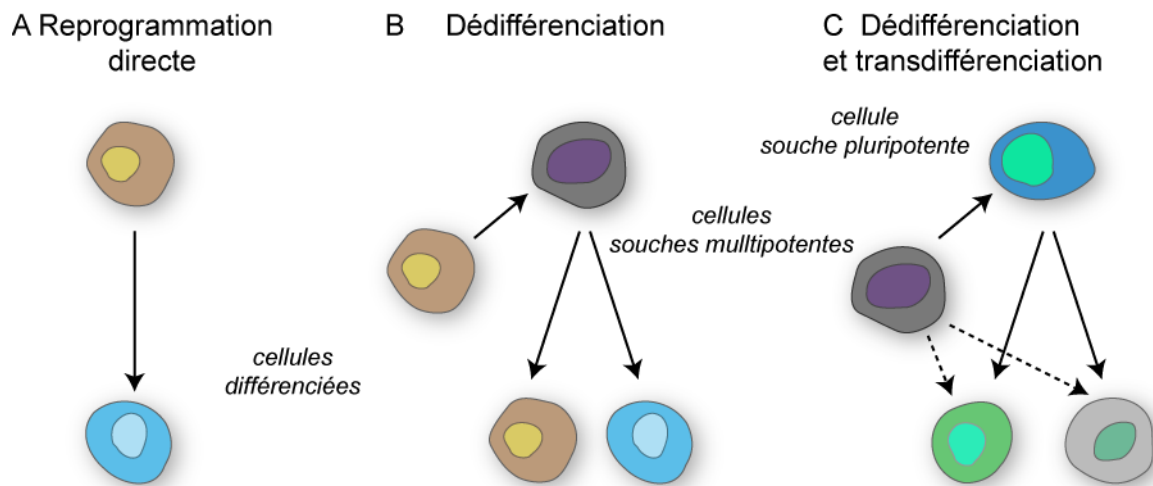 A Reprogrammation
directe
B Dédifférenciation
C Dédifférenciation
et transdifférenciation
cellule
souche pluripotente
cellules
souches mulltipotentes
cellules
différenciées